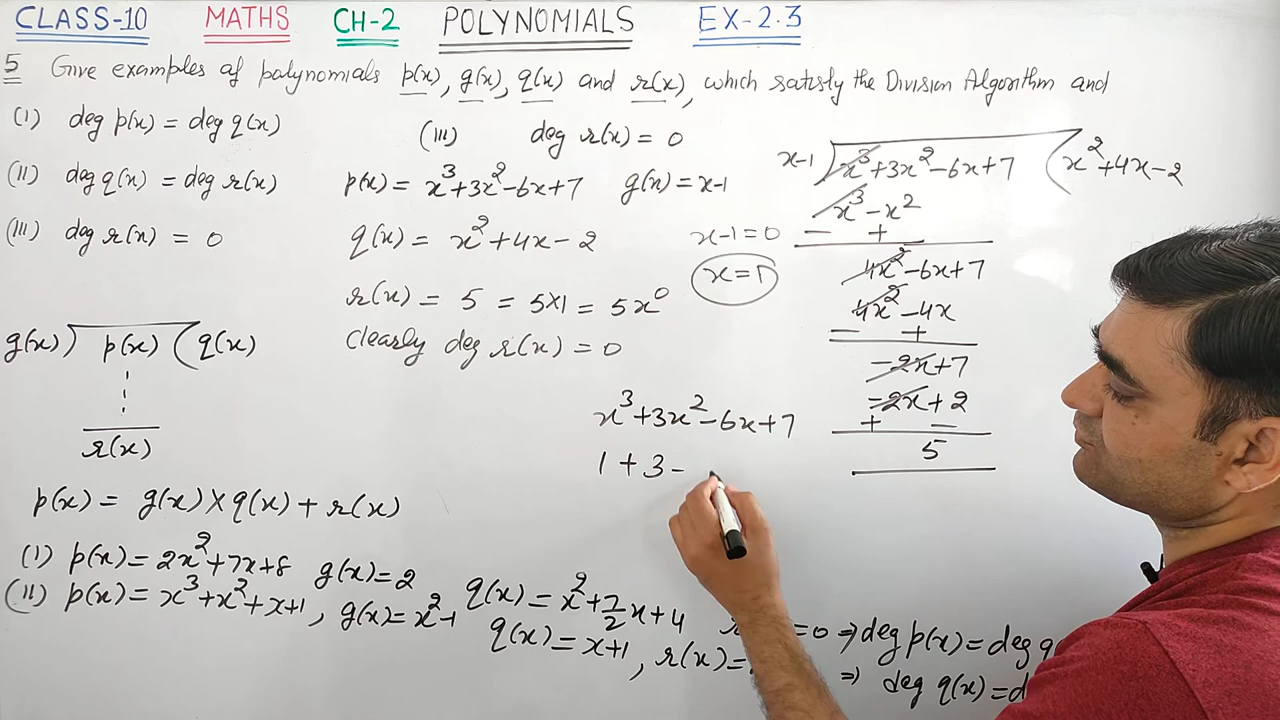 CLASS-10 MATHS CH-2 POLYNOMIALS EX-2.3
5 Give examples of polynomials p(x), g(x), q(x) and r(x), which satisfy the Division Algorithm and
(I) deg p(x) = deg q(x)
(II) deg q(x) = deg r(x)
(III) deg r(x) = 0
g(x)) p(x) (q(x)
r(x)
p(x) = g(x) × q(x) + r(x)
(III) deg r(x) = 0
p(x) = x³+3x²-6x+7 g(x) = x-1
q(x) = x²+4x-2
r(x) = 5 = 5×1 = 5x⁰
clearly deg r(x) = 0
x-1=0
x=1
x-1) x³+3x²-6x+7 (x²+4x-2
x³-x²
- +
4x²-6x+7
4x²-4x
- +
-2x+7
-2x+2
+ -
5
x³+3x²-6x+7
1+3-
(I) p(x) = 2x²+7x+8 g(x)=2 q(x) = x²+7/2x+4 =0 ⇒ deg p(x) = deg q
(II) p(x) = x³+x²+x+1, g(x) = x²-1 q(x) = x+1, r(x)= ⇒ deg q(x) = d